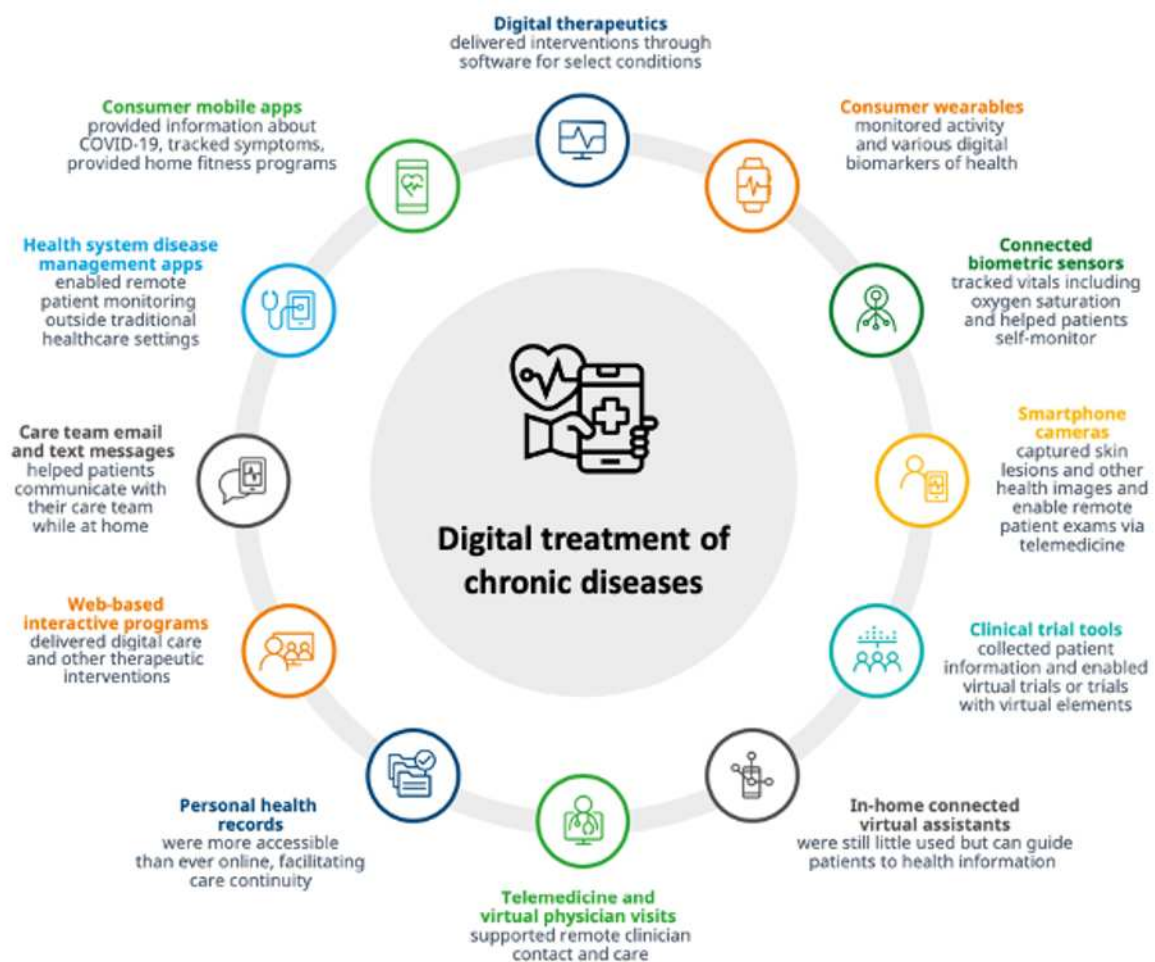 Digital therapeutics
delivered interventions through
software for select conditions
Consumer wearables
monitored activity
and various digital
biomarkers of health
Connected
biometric sensors
tracked vitals including
oxygen saturation
and helped patients
self-monitor
Smartphone
cameras
captured skin
lesions and other
health images and
enable remote
patient exams via
telemedicine
Clinical trial tools
collected patient
information and enabled
virtual trials or trials
with virtual elements
In-home connected
virtual assistants
were still little used but can guide
patients to health information
Telemedicine and
virtual physician visits
supported remote clinician
contact and care
Personal health
records
were more accessible
than ever online, facilitating
care continuity
Web-based
interactive programs
delivered digital care
and other therapeutic
interventions
Care team email
and text messages
helped patients
communicate with
their care team
while at home
Health system disease
management apps
enabled remote
patient monitoring
outside traditional
healthcare settings
Consumer mobile apps
provided information about
COVID-19, tracked symptoms,
provided home fitness programs
Digital treatment of
chronic diseases